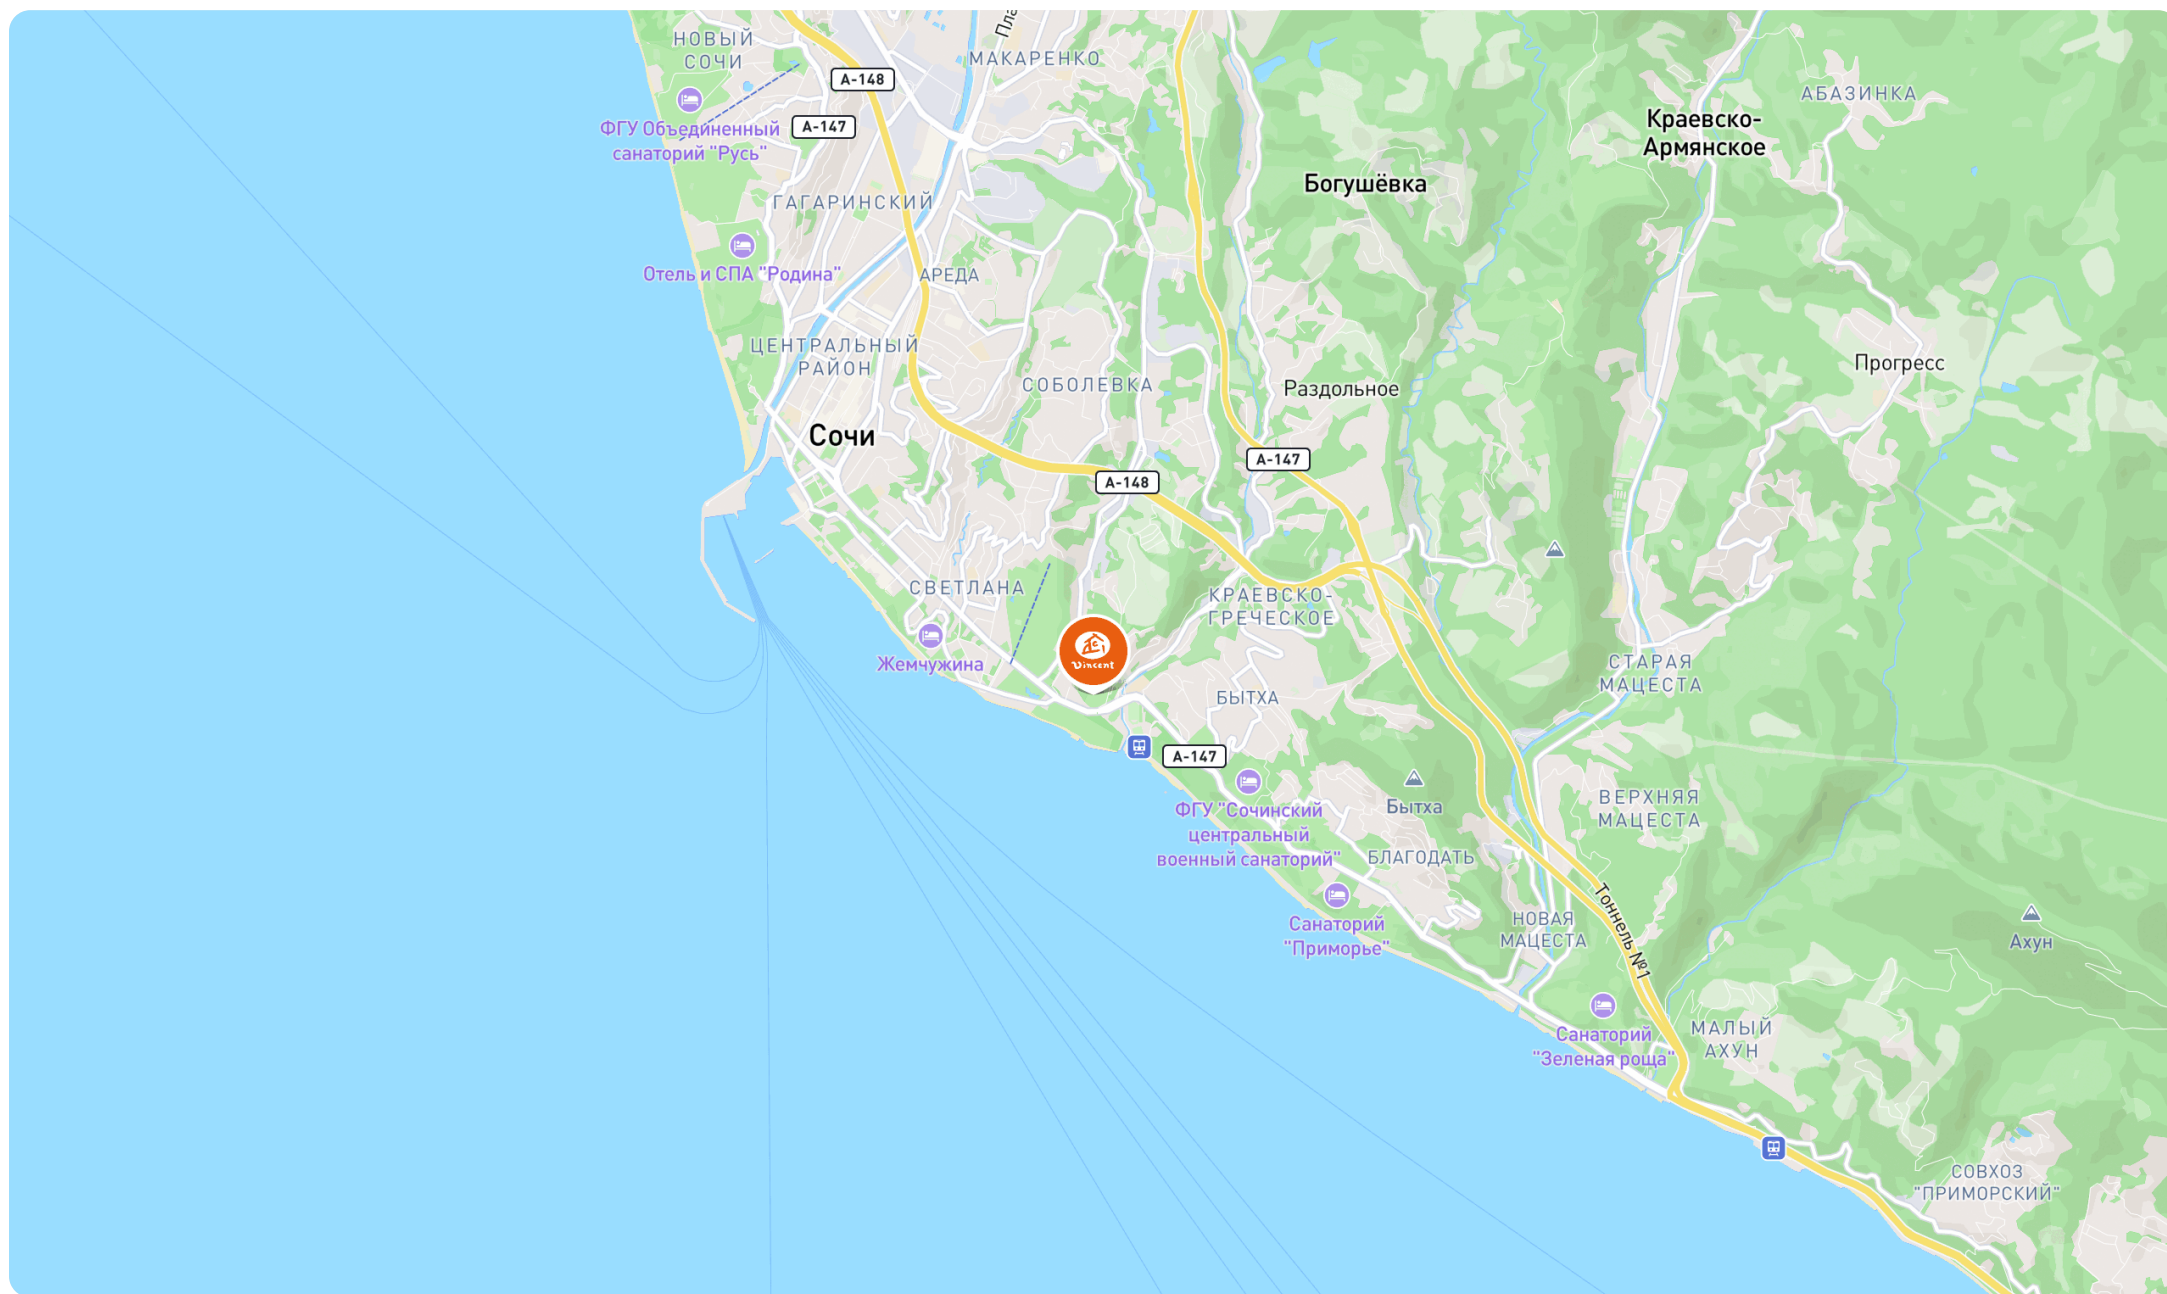 Пла
НОВЫЙ
СОЧИ
МАКАРЕНКО
А-148
АБАЗИНКА
ФГУ Объединенный
санаторий "Русь"
А-147
Краевско-
Армянское
Богушёвка
ГАГАРИНСКИЙ
Отель и СПА "Родина"
АРЕДА
ЦЕНТРАЛЬНЫЙ
РАЙОН
СОБОЛЕВКА
Раздольное
Прогресс
Сочи
А-147
А-148
СВЕТЛАНА
КРАЕВСКО-
ГРЕЧЕСКОЕ
Жемчужина
Vincent
СТАРАЯ
МАЦЕСТА
БЫТХА
А-147
ФГУ "Сочинский
центральный
военный санаторий"
Бытха
ВЕРХНЯЯ
МАЦЕСТА
БЛАГОДАТЬ
Санаторий
"Приморье"
НОВАЯ
МАЦЕСТА
Тоннель №1
Ахун
Санаторий
"Зеленая роща"
МАЛЫЙ
АХУН
СОВХОЗ
"ПРИМОРСКИЙ"